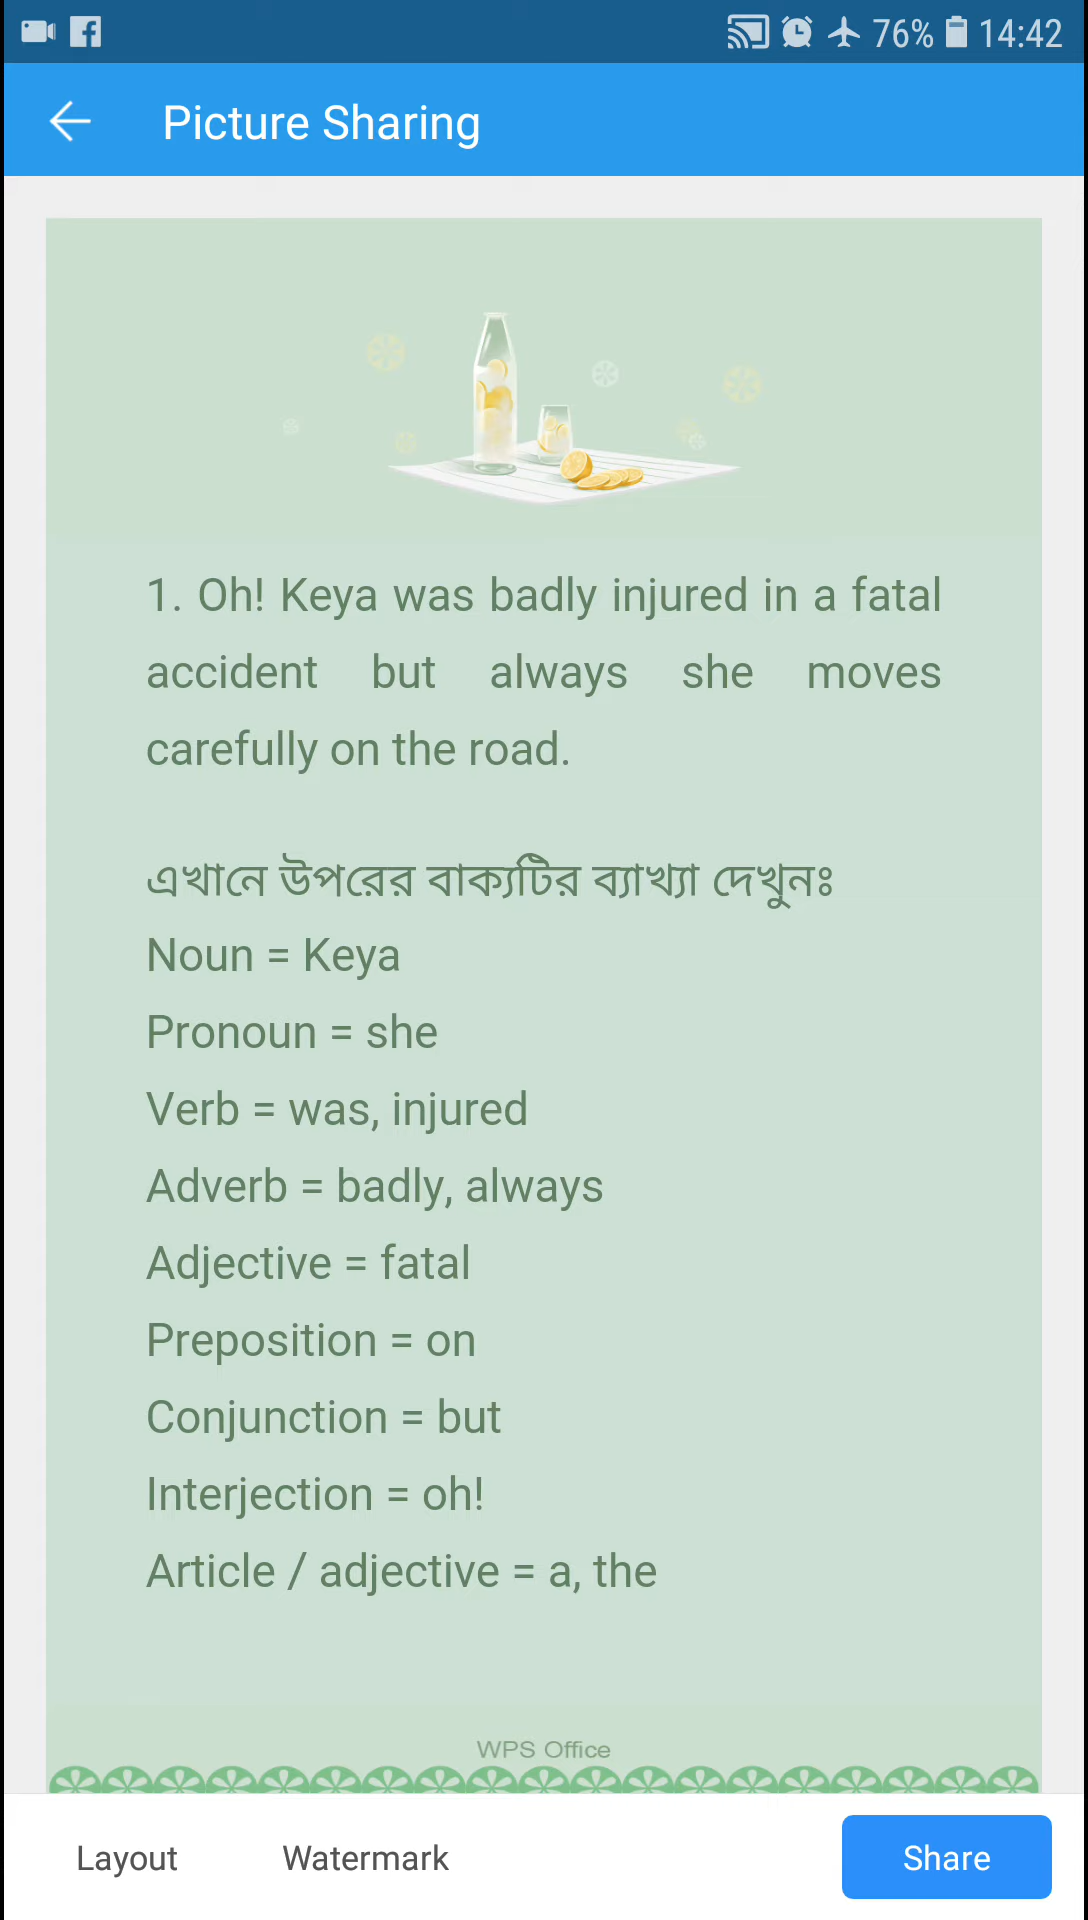 76% 14:42
Picture Sharing
1. Oh! Keya was badly injured in a fatal
accident but always she moves
carefully on the road.
এখানে উপরের বাক্যটির ব্যাখ্যা দেখুনঃ
Noun = Keya
Pronoun = she
Verb = was, injured
Adverb = badly, always
Adjective = fatal
Preposition = on
Conjunction = but
Interjection = oh!
Article / adjective = a, the
WPS Office
Layout Watermark Share